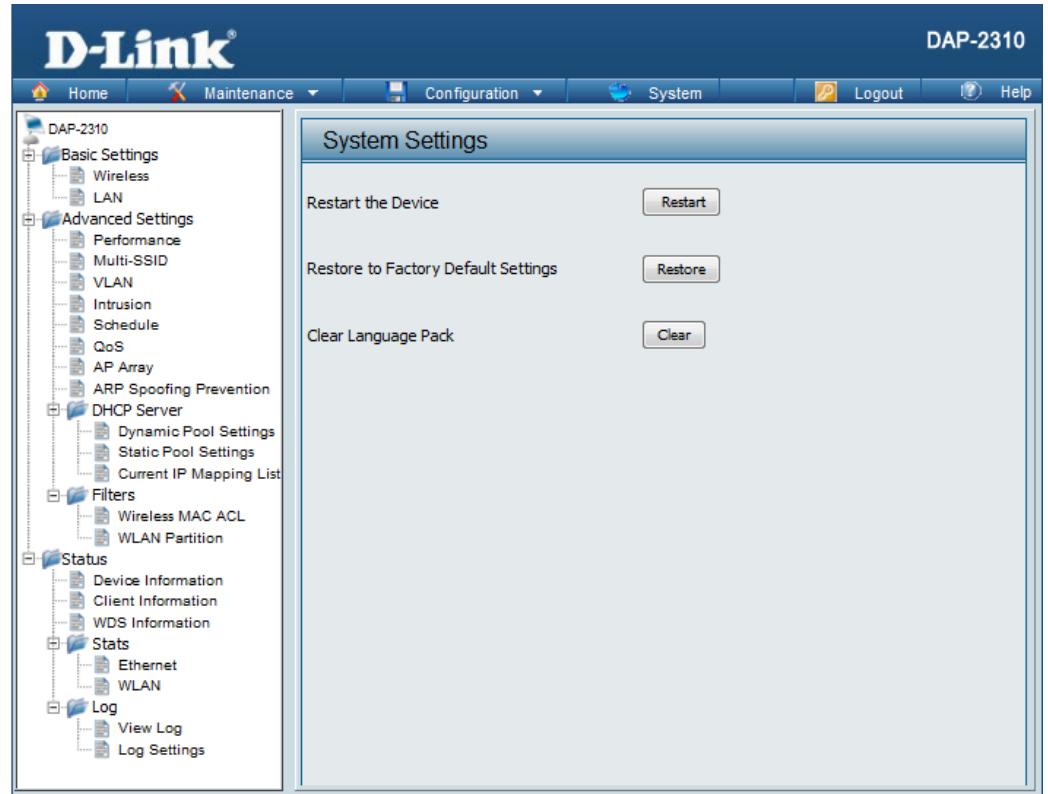 D-Link®
DAP-2310
Home Maintenance Configuration System Logout Help
DAP-2310
Basic Settings
Wireless
LAN
Advanced Settings
Performance
Multi-SSID
VLAN
Intrusion
Schedule
QoS
AP Array
ARP Spoofing Prevention
DHCP Server
Dynamic Pool Settings
Static Pool Settings
Current IP Mapping List
Filters
Wireless MAC ACL
WLAN Partition
Status
Device Information
Client Information
WDS Information
Stats
Ethernet
WLAN
Log
View Log
Log Settings
System Settings
Restart the Device Restart
Restore to Factory Default Settings Restore
Clear Language Pack Clear